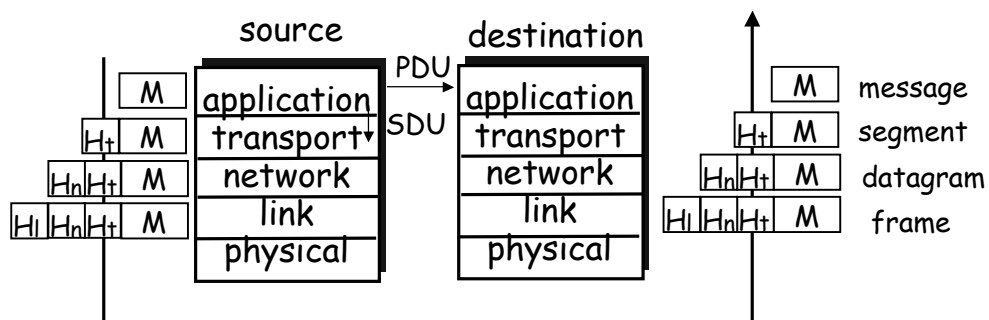 source
destination
PDU
M
application
application
M
message
SDU
Ht M
transport
transport
Ht M
segment
Hn Ht M
network
network
Hn Ht M
datagram
Hl Hn Ht M
link
link
Hl Hn Ht M
frame
physical
physical